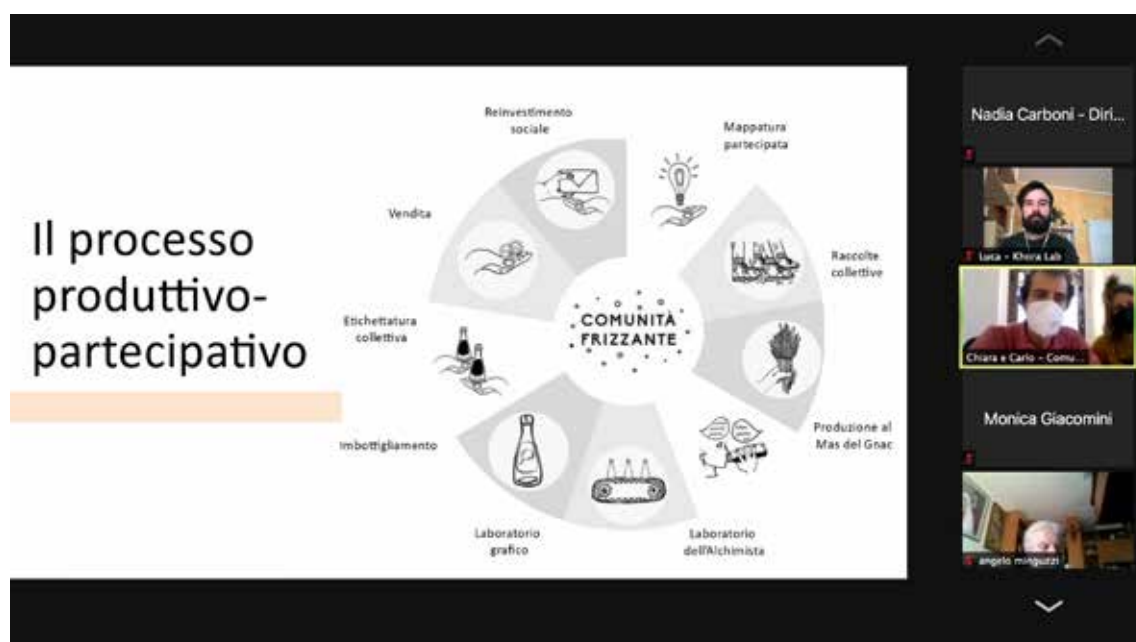 Il processo
produttivo-
partecipativo
Reinvestimento
sociale
Mappatura
partecipata
Vendita
Raccolte
collettive
Etichettatura
collettiva
COMUNITÀ
FRIZZANTE
Produzione al
Mas del Gnac
Imbottigliamento
Laboratorio
grafico
Laboratorio
dell'Alchimista
Nadia Carboni - Diri...
Luca - Khora Lab
Chiara e Carlo - Comu...
Monica Giacomini
angelo minguzzi